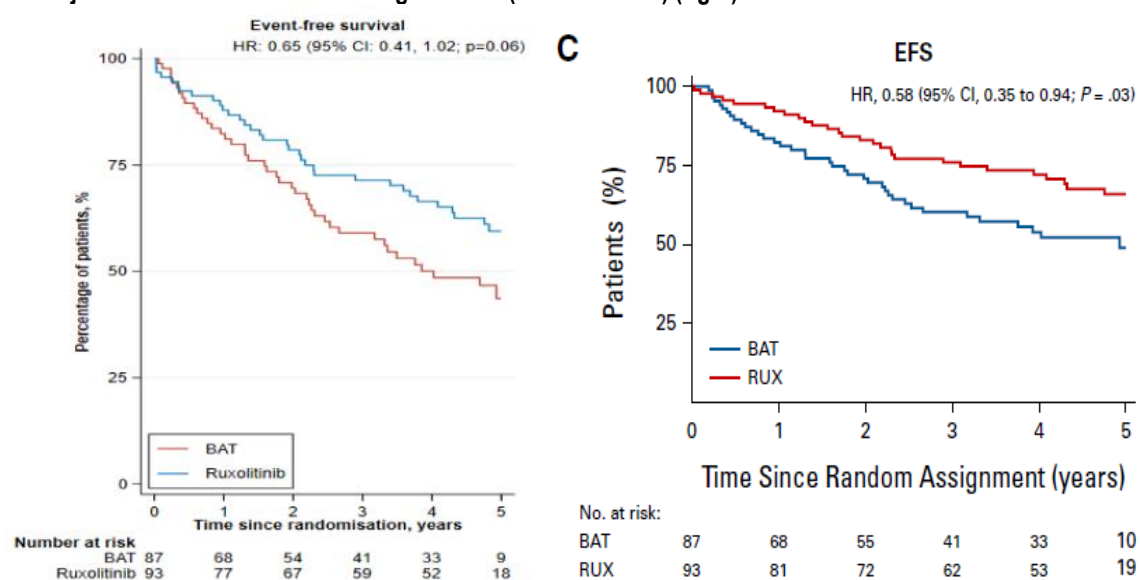 Event-free survival
HR: 0.65 (95% CI: 0.41, 1.02; p=0.06)
100
75
50
25
0
Percentage of patients, %
BAT
Ruxolitinib
0 1 2 3 4 5
Time since randomisation, years
Number at risk
BAT 87 68 54 41 33 9
Ruxolitinib 93 77 67 59 52 18
C
EFS
HR, 0.58 (95% CI, 0.35 to 0.94; P = .03)
100
75
50
25
Patients (%)
BAT
RUX
0 1 2 3 4 5
Time Since Random Assignment (years)
No. at risk:
BAT 87 68 55 41 33 10
RUX 93 81 72 62 53 19